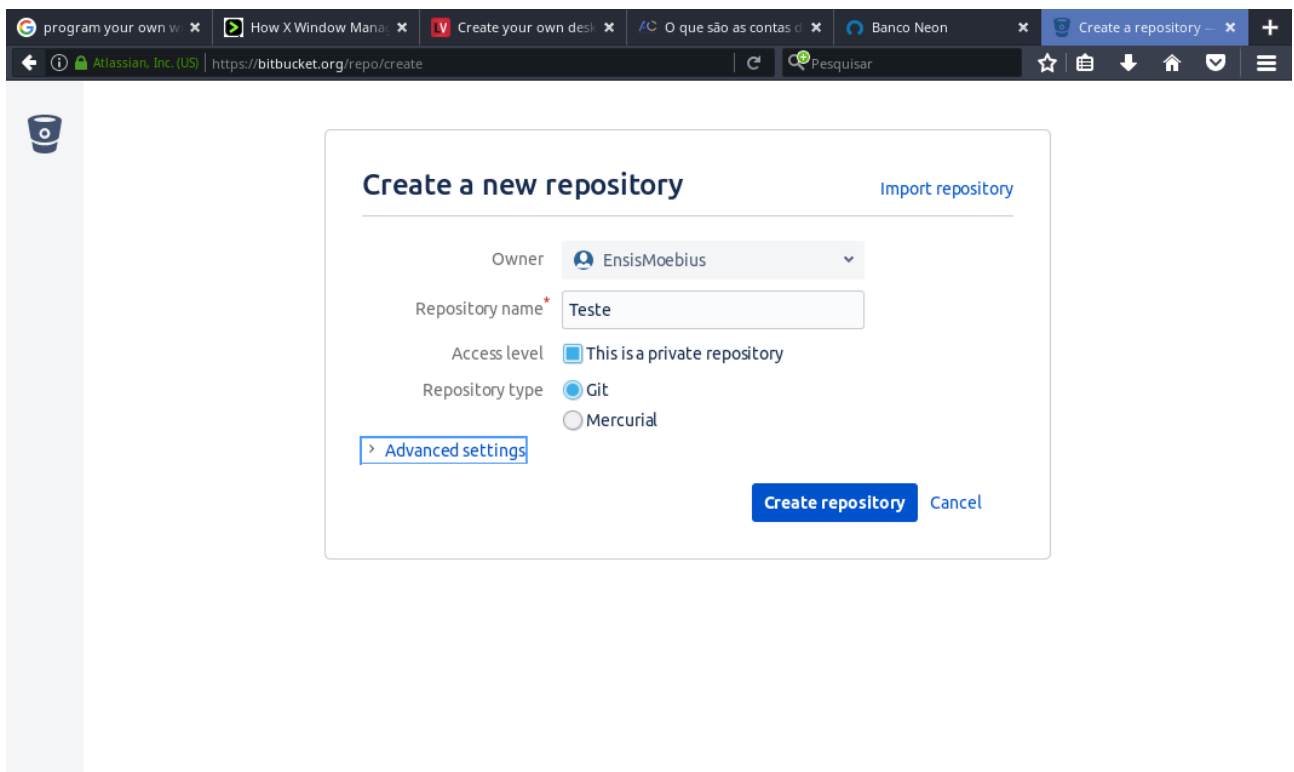 program your own w
How X Window Mana
Create your own desk
O que são as contas d
Banco Neon
Create a repository —
Atlassian, Inc. (US) https://bitbucket.org/repo/create
Pesquisar
Create a new repository
Import repository
Owner EnsisMoebius
Repository name* Teste
Access level This is a private repository
Repository type Git
Mercurial
Advanced settings
Create repository Cancel